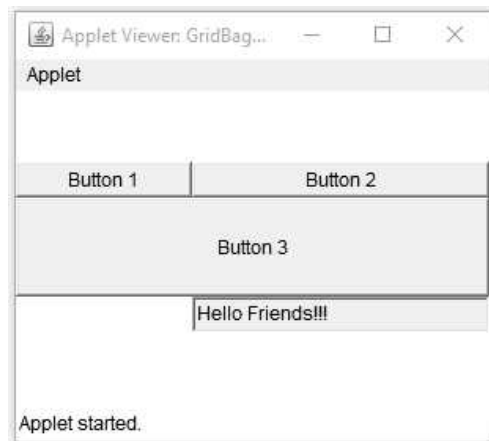 Applet Viewer: GridBag...
Applet
Button 1 Button 2
Button 3
Hello Friends!!!
Applet started.